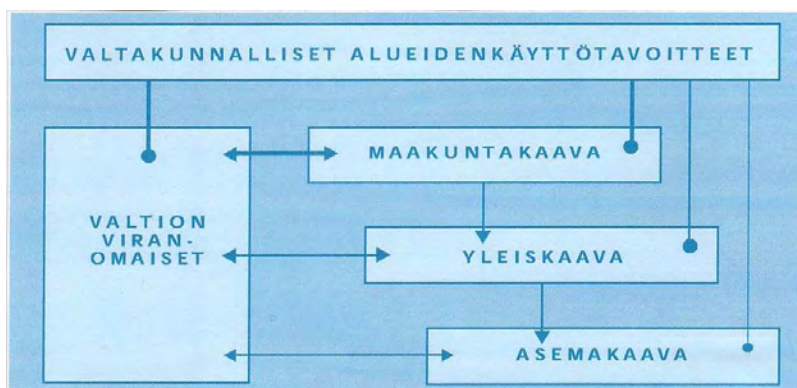 VALTAKUNNALLISET ALUEIDENKÄYTTÖTAVOITTEET
MAAKUNTAKAAVA
VALTION
VIRAN-
OMAISET
YLEISKAAVA
ASEMAKAAVA